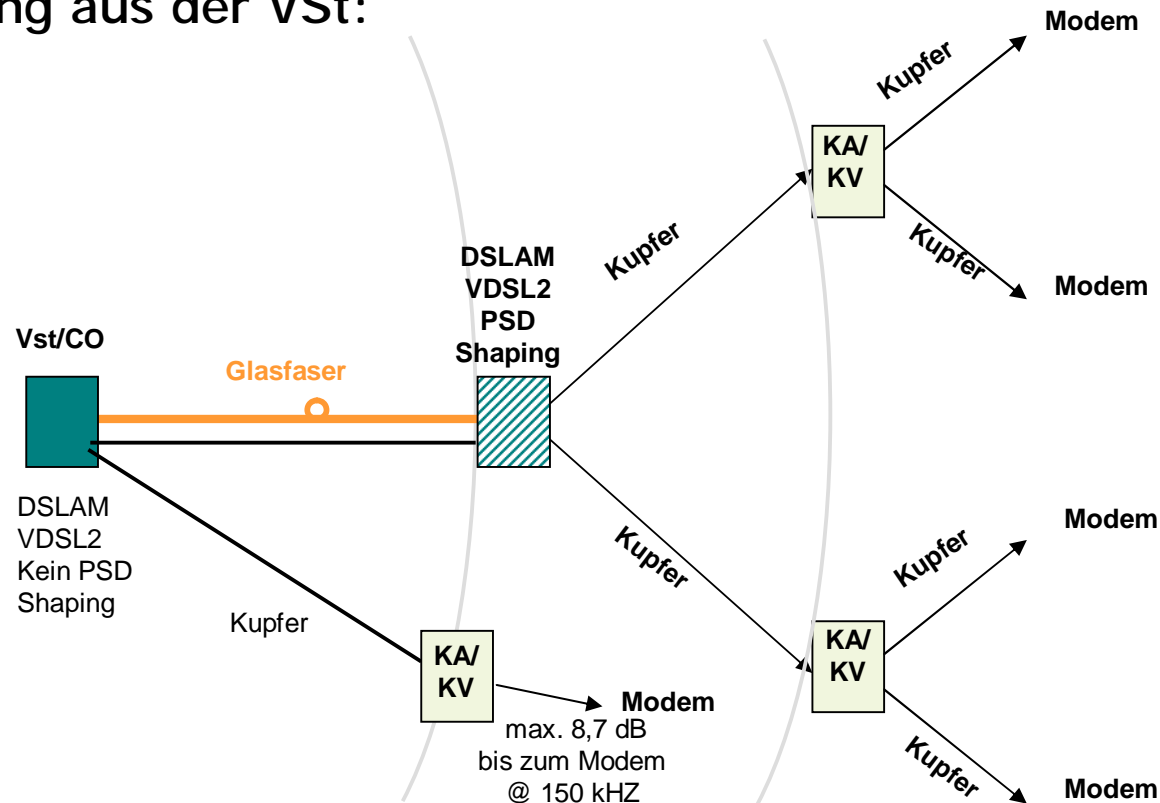 ng aus der VSt:
Modem
Kupfer
KA/
KV
Kupfer
Kupfer
Modem
DSLAM
VDSL2
PSD
Shaping
Vst/CO
Glasfaser
DSLAM
VDSL2
Kein PSD
Shaping
Kupfer
KA/
KV
Modem
max. 8,7 dB
bis zum Modem
@ 150 kHZ
Kupfer
Kupfer
Modem
KA/
KV
Kupfer
Modem